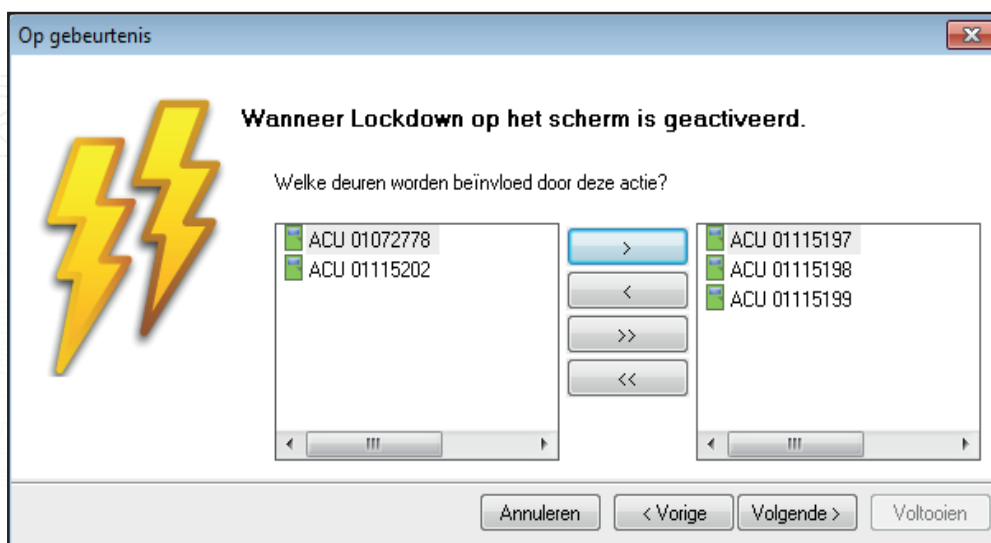 Op gebeurtenis
Wanneer Lockdown op het scherm is geactiveerd.
Welke deuren worden beïnvloed door deze actie?
ACU 01072778
ACU 01115202
>
<
>>
<<
ACU 01115197
ACU 01115198
ACU 01115199
Annuleren
< Vorige
Volgende >
Voltooien